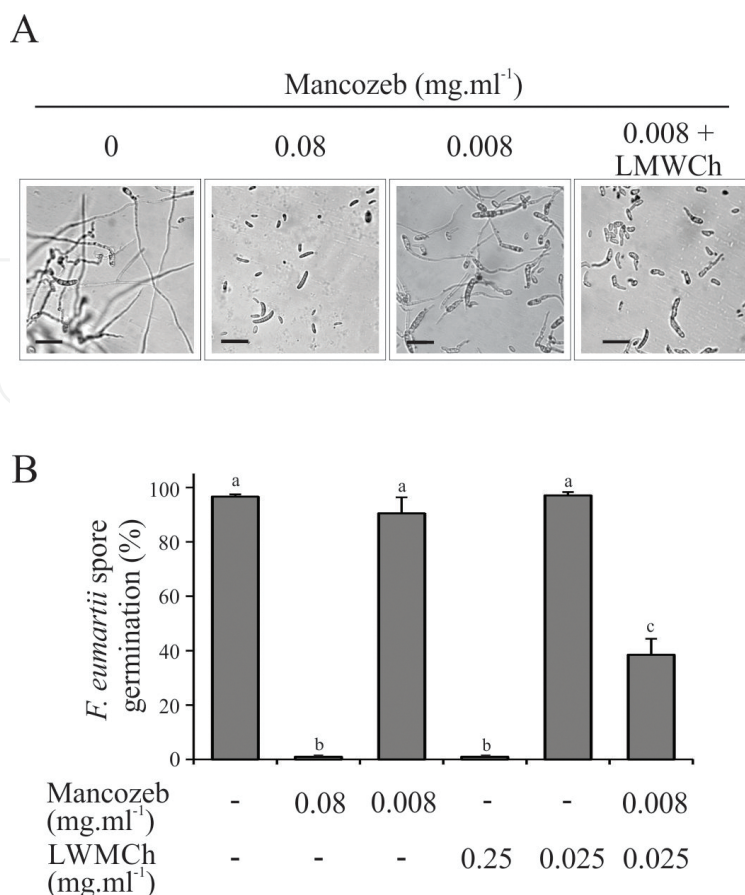 A
Mancozeb (mg.ml-1)
0 0.08 0.008 0.008 +
LMWCh
B
F. eumartii spore
germination (%)
100
80
60
40
20
0
a b a b a c
Mancozeb - 0.08 0.008 - - 0.008
(mg.ml-1)
LWMCh - - - 0.25 0.025 0.025
(mg.ml-1)